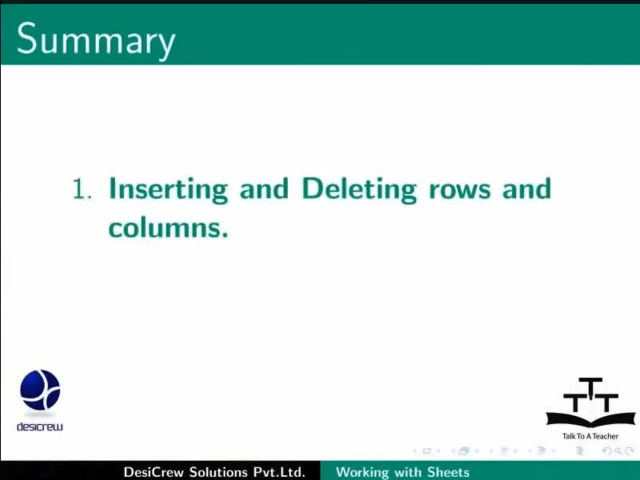 Summary
1. Inserting and Deleting rows and
columns.
desicrew
TTT
Talk To A Teacher
DesiCrew Solutions Pvt.Ltd. Working with Sheets